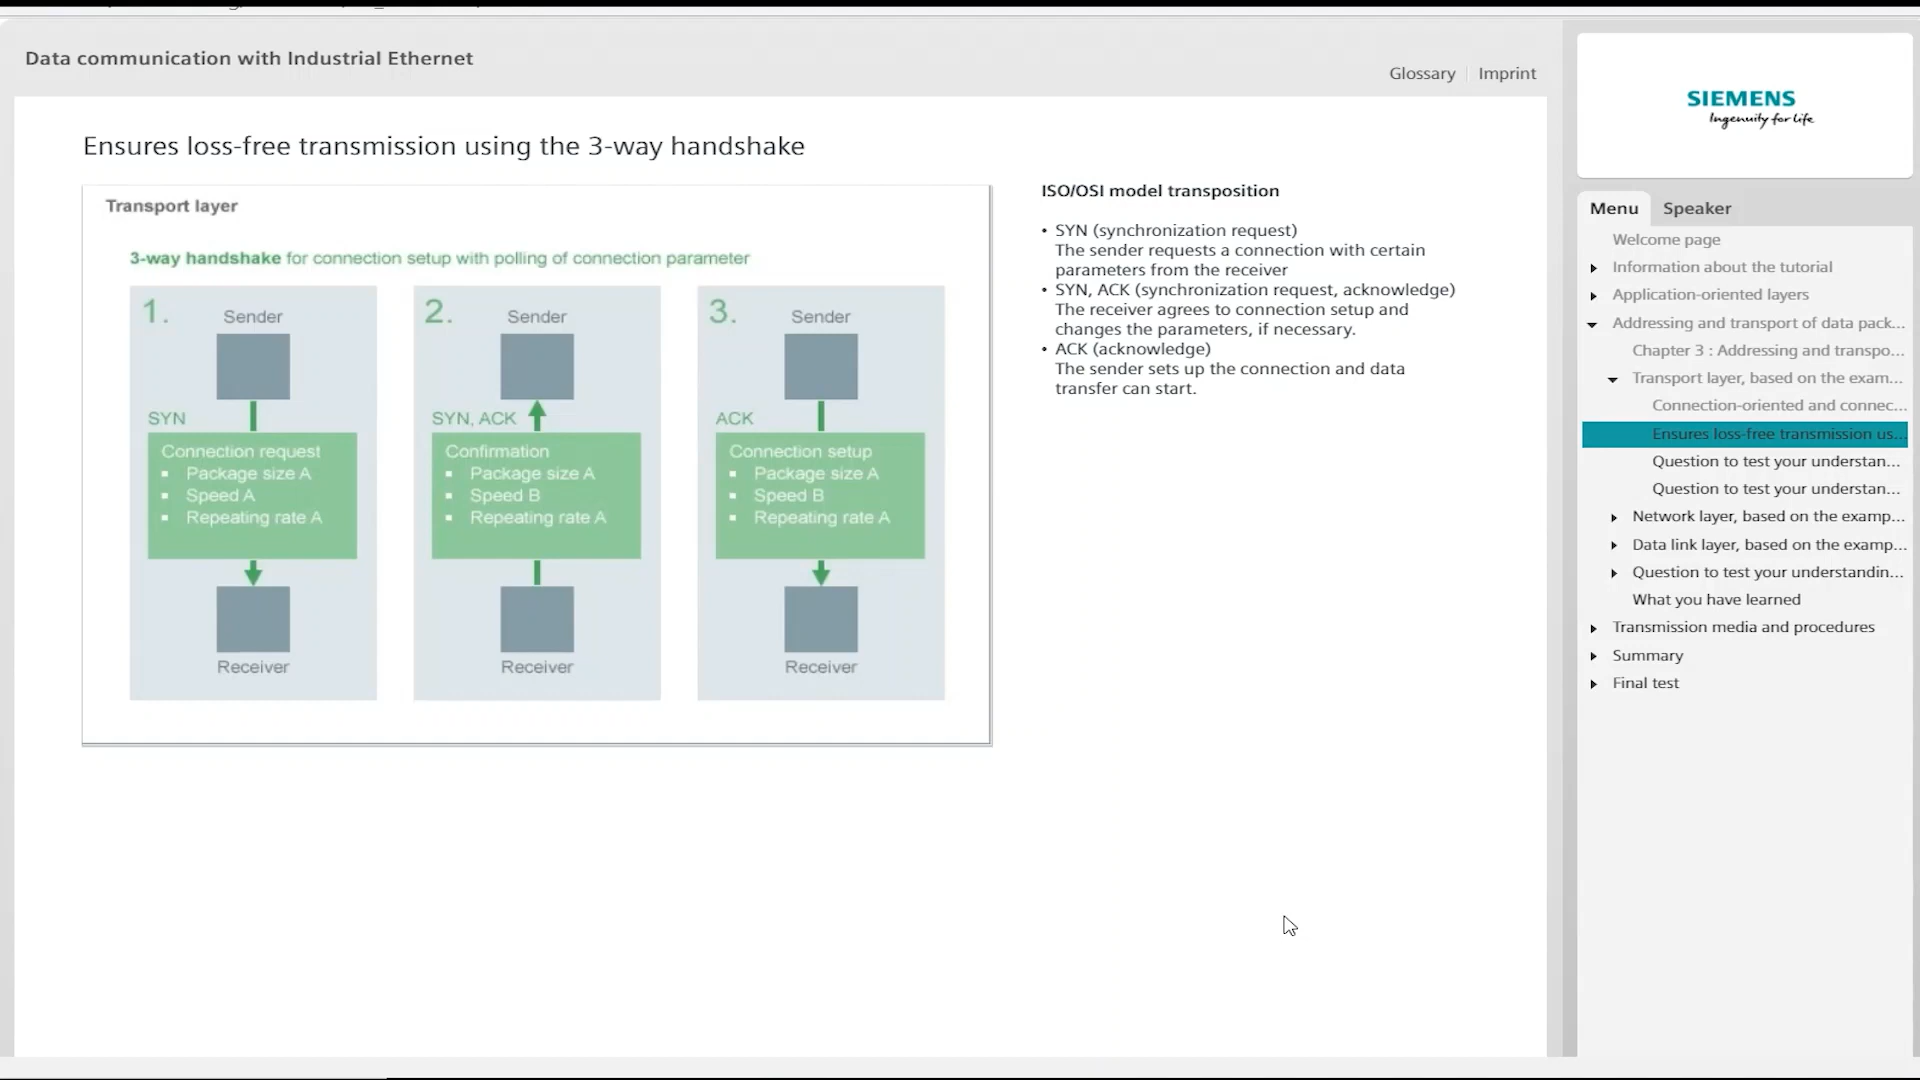 Data communication with Industrial Ethernet
Glossary
Imprint
SIEMENS
Ingenuity for life
Ensures loss-free transmission using the 3-way handshake
Transport layer
3-way handshake for connection setup with polling of connection parameter
1.
Sender
SYN
Connection request
▪ Package size A
▪ Speed A
▪ Repeating rate A
Receiver
2.
Sender
SYN, ACK
Confirmation
▪ Package size A
▪ Speed B
▪ Repeating rate A
Receiver
3.
Sender
ACK
Connection setup
▪ Package size A
▪ Speed B
▪ Repeating rate A
Receiver
ISO/OSI model transposition
• SYN (synchronization request)
The sender requests a connection with certain
parameters from the receiver
• SYN, ACK (synchronization request, acknowledge)
The receiver agrees to connection setup and
changes the parameters, if necessary.
• ACK (acknowledge)
The sender sets up the connection and data
transfer can start.
Menu
Speaker
Welcome page
Information about the tutorial
Application-oriented layers
Addressing and transport of data pack...
Chapter 3 : Addressing and transpo...
Transport layer, based on the exam...
Connection-oriented and connec...
Ensures loss-free transmission us...
Question to test your understan...
Question to test your understan...
Network layer, based on the examp...
Data link layer, based on the examp...
Question to test your understandin...
What you have learned
Transmission media and procedures
Summary
Final test